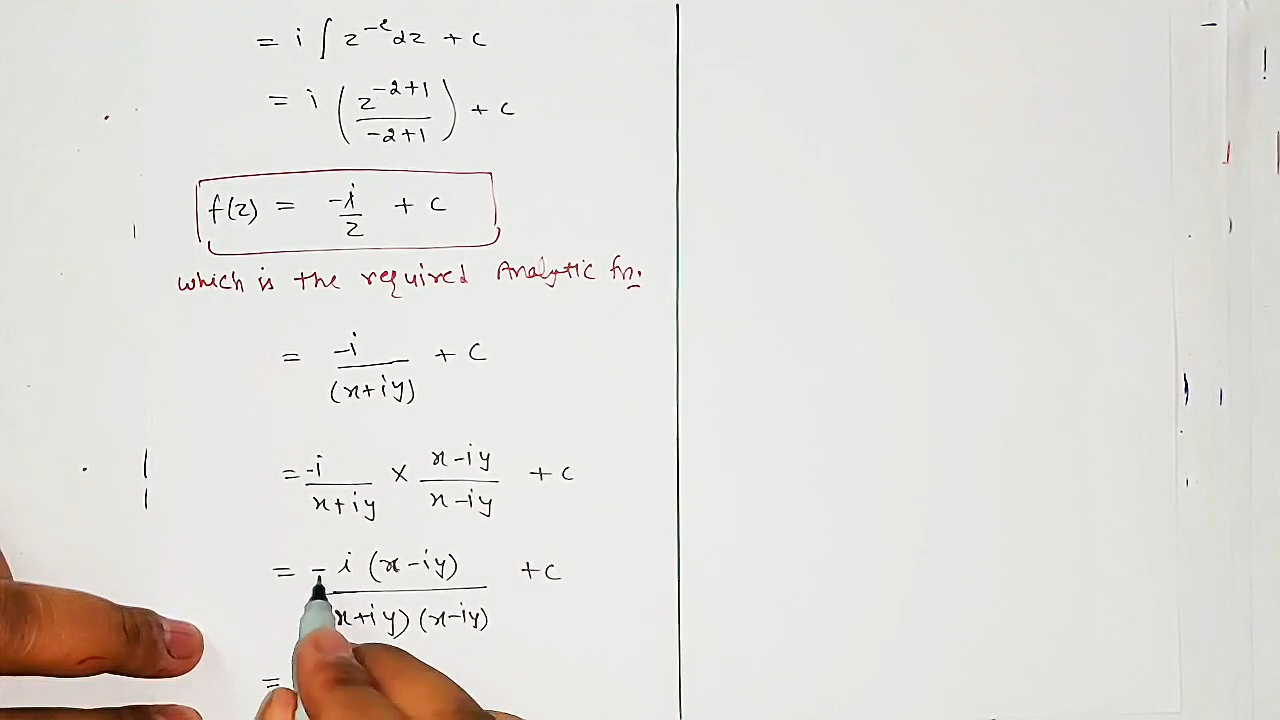 = i ∫ z⁻² dz + c
= i ( z⁻²⁺¹ / -2+1 ) + c
f(z) = -i/z + c
which is the required Analytic fn.
= -i / (x+iy) + c
= -i / x+iy × x-iy / x-iy + c
= - i (x-iy) / (x+iy) (x-iy) + c
=